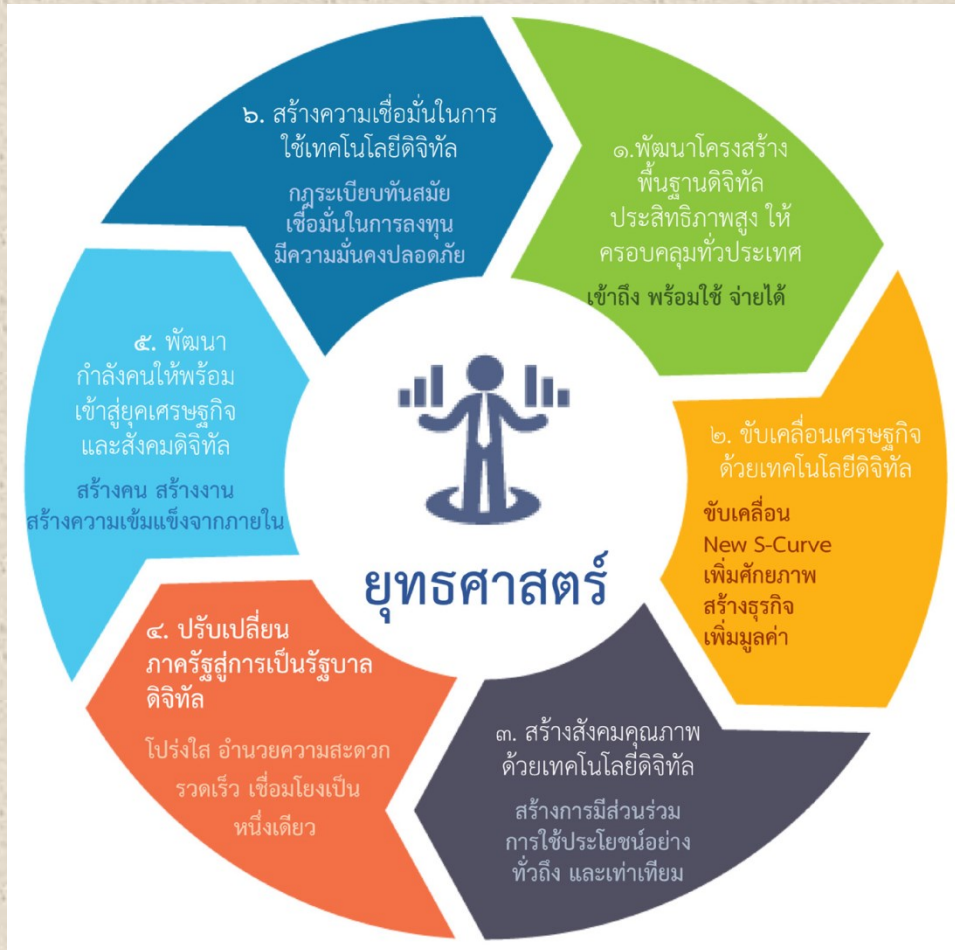 ๑.พัฒนาโครงสร้าง
พื้นฐานดิจิทัล
ประสิทธิภาพสูง ให้
ครอบคลุมทั่วประเทศ
เข้าถึง พร้อมใช้ จ่ายได้
๒. ขับเคลื่อนเศรษฐกิจ
ด้วยเทคโนโลยีดิจิทัล
ขับเคลื่อน
New S-Curve
เพิ่มศักยภาพ
สร้างธุรกิจ
เพิ่มมูลค่า
๓. สร้างสังคมคุณภาพ
ด้วยเทคโนโลยีดิจิทัล
สร้างการมีส่วนร่วม
การใช้ประโยชน์อย่าง
ทั่วถึง และเท่าเทียม
๔. ปรับเปลี่ยน
ภาครัฐสู่การเป็นรัฐบาล
ดิจิทัล
โปร่งใส อำนวยความสะดวก
รวดเร็ว เชื่อมโยงเป็น
หนึ่งเดียว
๕. พัฒนา
กำลังคนให้พร้อม
เข้าสู่ยุคเศรษฐกิจ
และสังคมดิจิทัล
สร้างคน สร้างงาน
สร้างความเข้มแข็งจากภายใน
๖. สร้างความเชื่อมั่นในการ
ใช้เทคโนโลยีดิจิทัล
กฎระเบียบทันสมัย
เชื่อมั่นในการลงทุน
มีความมั่นคงปลอดภัย
ยุทธศาสตร์